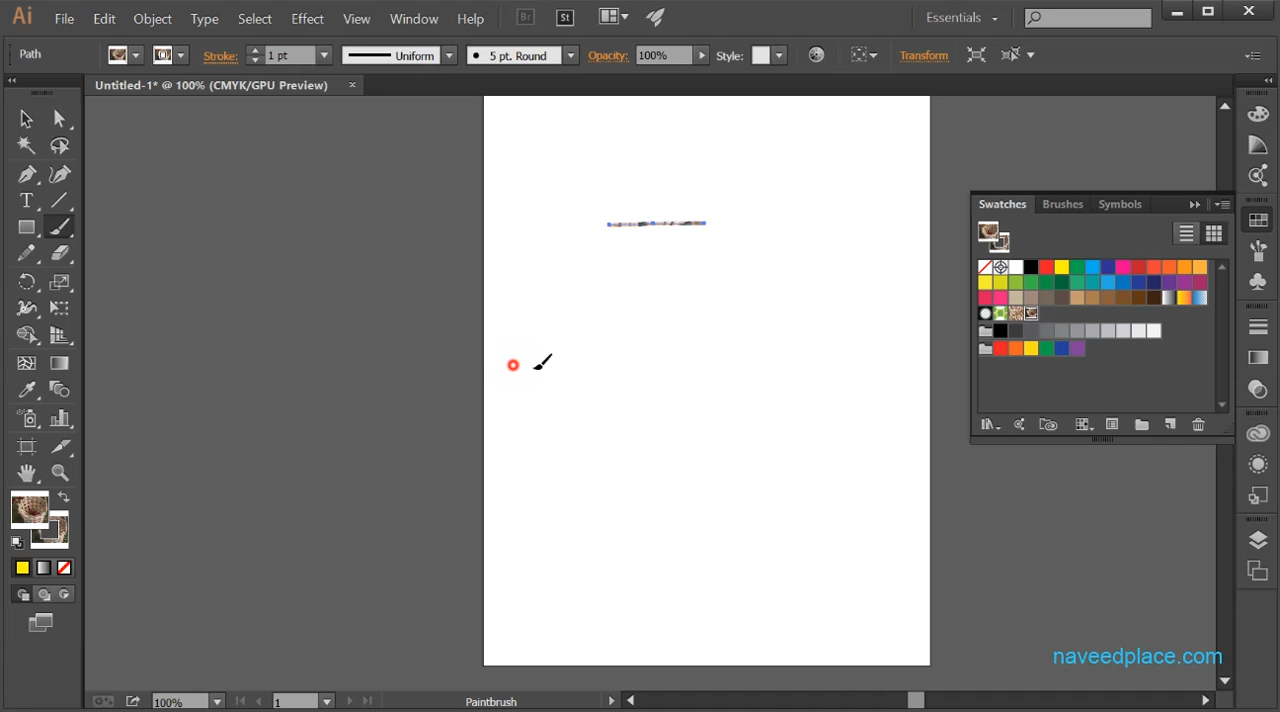 Ai File Edit Object Type Select Effect View Window Help Br St Essentials
Path Stroke: 1 pt Uniform 5 pt. Round Opacity: 100% Style: Transform
Untitled-1* @ 100% (CMYK/GPU Preview)
Swatches Brushes Symbols
T
naveedplace.com
100% 1 Paintbrush